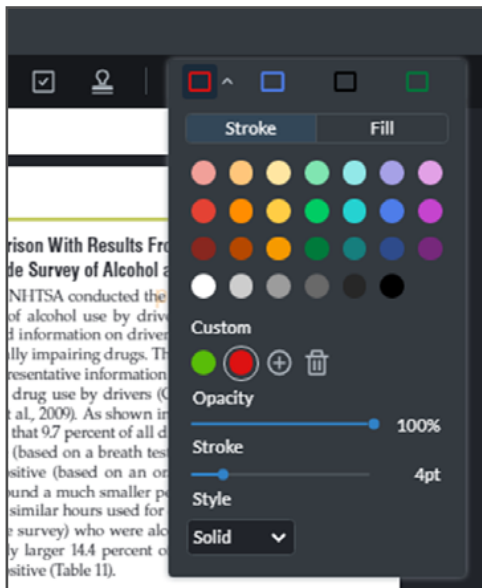 Stroke Fill
Custom
Opacity
100%
Stroke
4pt
Style
Solid
rison With Results Fro
de Survey of Alcohol a
NHTSA conducted the
of alcohol use by drive
d information on driver
lly impairing drugs. Th
resentative information
drug use by drivers (C
t al., 2009). As shown in
that 9.7 percent of all d
(based on a breath test
sitive (based on an or
ound a much smaller pe
similar hours used for
e survey) who were alc
ly larger 14.4 percent o
sitive (Table 11).